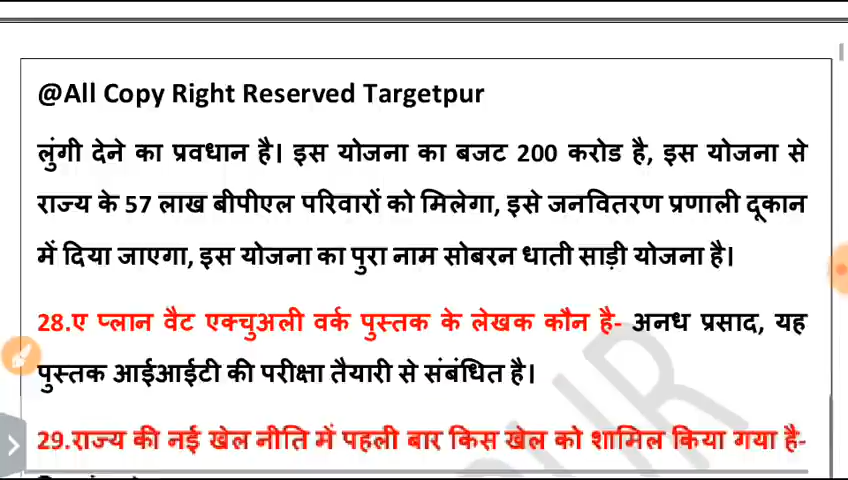 @All Copy Right Reserved Targetpur
लुंगी देने का प्रवधान है। इस योजना का बजट 200 करोड है, इस योजना से
राज्य के 57 लाख बीपीएल परिवारों को मिलेगा, इसे जनवितरण प्रणाली दूकान
में दिया जाएगा, इस योजना का पुरा नाम सोबरन धाती साड़ी योजना है।
28.ए प्लान वैट एक्चुअली वर्क पुस्तक के लेखक कौन है- अनध प्रसाद, यह
पुस्तक आईआईटी की परीक्षा तैयारी से संबंधित है।
29.राज्य की नई खेल नीति में पहली बार किस खेल को शामिल किया गया है-